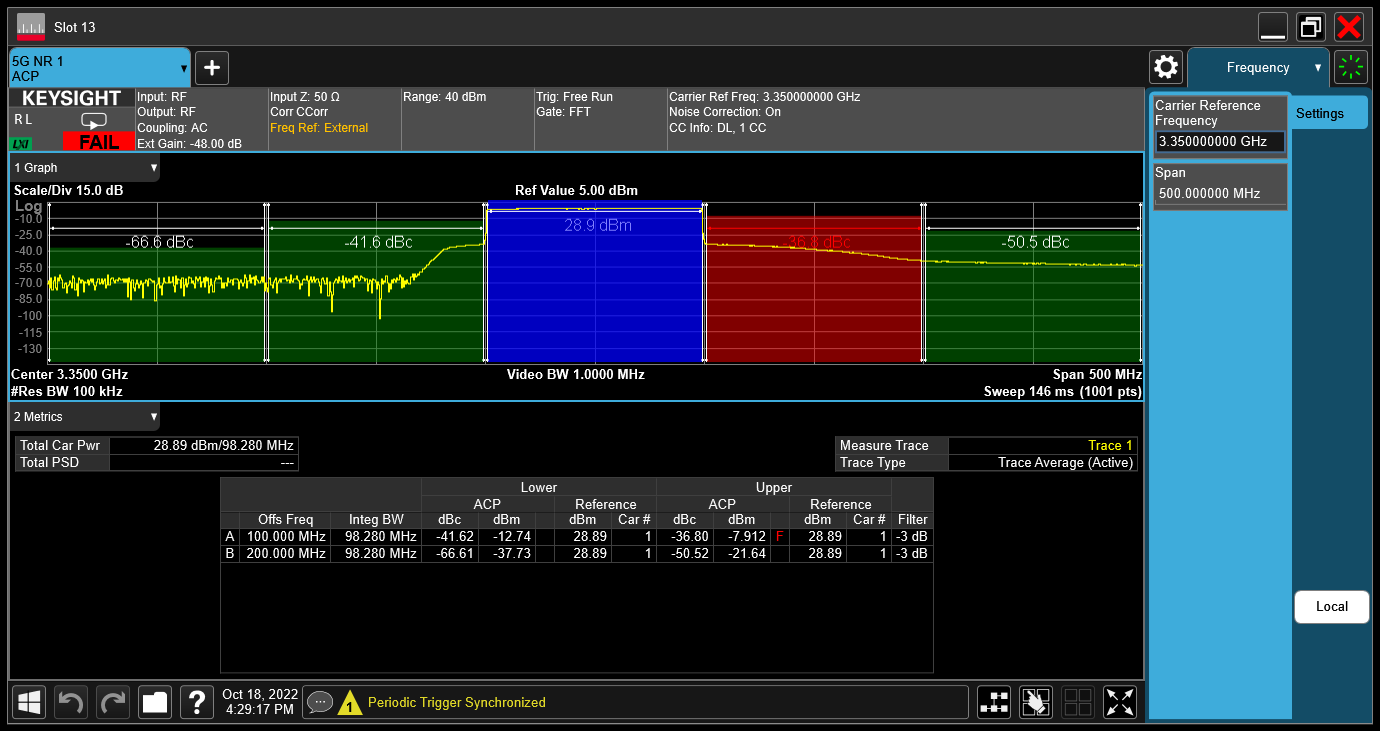 Slot 13
5G NR 1
ACP
Frequency
KEYSIGHT
R L
LXI
FAIL
Input: RF
Output: RF
Coupling: AC
Ext Gain: -48.00 dB
Input Z: 50 Ω
Corr CCorr
Freq Ref: External
Range: 40 dBm
Trig: Free Run
Gate: FFT
Carrier Ref Freq: 3.350000000 GHz
Noise Correction: On
CC Info: DL, 1 CC
Carrier Reference
Frequency
3.350000000 GHz
Span
500.000000 MHz
Settings
Local
1 Graph
Scale/Div 15.0 dB
Ref Value 5.00 dBm
Log
-10.0
-25.0
-40.0
-55.0
-70.0
-85.0
-100
-115
-130
-66.6 dBc
-41.6 dBc
28.9 dBm
-36.8 dBc
-50.5 dBc
Center 3.3500 GHz
#Res BW 100 kHz
Video BW 1.0000 MHz
Span 500 MHz
Sweep 146 ms (1001 pts)
2 Metrics
Total Car Pwr 28.89 dBm/98.280 MHz
Total PSD ---
Measure Trace Trace 1
Trace Type Trace Average (Active)
Lower Upper
ACP Reference ACP Reference
Offs Freq Integ BW dBc dBm dBm Car # dBc dBm dBm Car # Filter
A 100.000 MHz 98.280 MHz -41.62 -12.74 28.89 1 -36.80 -7.912 F 28.89 1 -3 dB
B 200.000 MHz 98.280 MHz -66.61 -37.73 28.89 1 -50.52 -21.64 28.89 1 -3 dB
?
Oct 18, 2022
4:29:17 PM
1
Periodic Trigger Synchronized